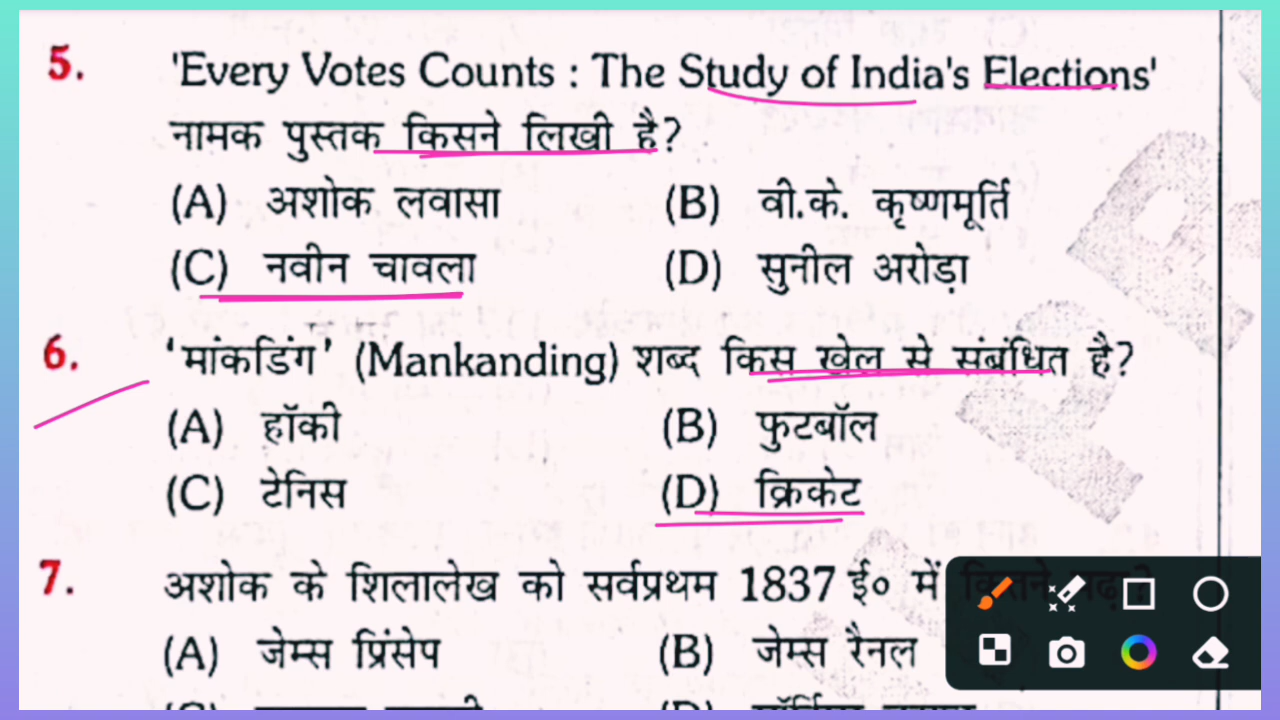 5. 'Every Votes Counts : The Study of India's Elections'
नामक पुस्तक किसने लिखी है?
(A) अशोक लवासा (B) वी.के. कृष्णमूर्ति
(C) नवीन चावला (D) सुनील अरोड़ा
6. 'मांकडिंग' (Mankanding) शब्द किस खेल से संबंधित है?
(A) हॉकी (B) फुटबॉल
(C) टेनिस (D) क्रिकेट
7. अशोक के शिलालेख को सर्वप्रथम 1837 ई० में
(A) जेम्स प्रिंसेप (B) जेम्स रैनल